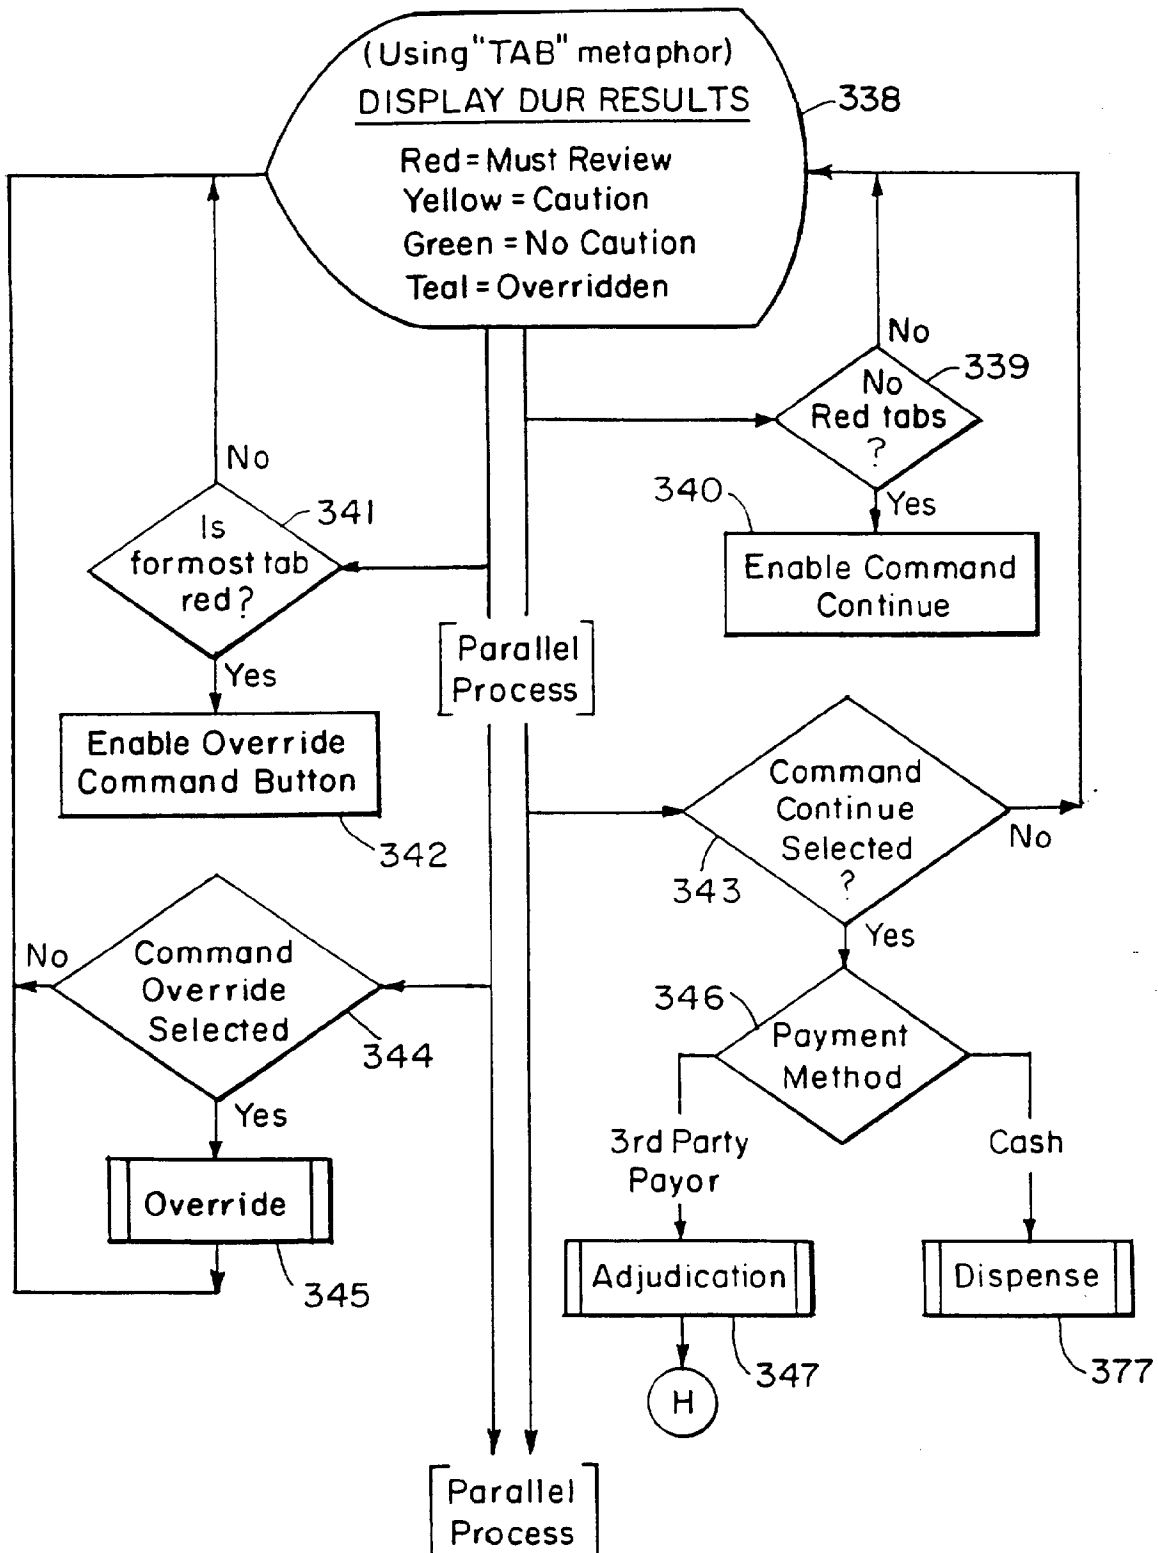 (Using "TAB" metaphor)
DISPLAY DUR RESULTS
Red = Must Review
Yellow = Caution
Green = No Caution
Teal = Overridden
338
No
339
No
Red tabs
?
Yes
340
Enable Command
Continue
No
341
Is
formost tab
red?
Yes
Enable Override
Command Button
342
[Parallel
Process]
Command
Continue
Selected
?
No
343
Yes
No
Command
Override
Selected
344
Yes
Override
345
346
Payment
Method
3rd Party
Payor
Cash
Adjudication
347
Dispense
377
H
[Parallel
Process]